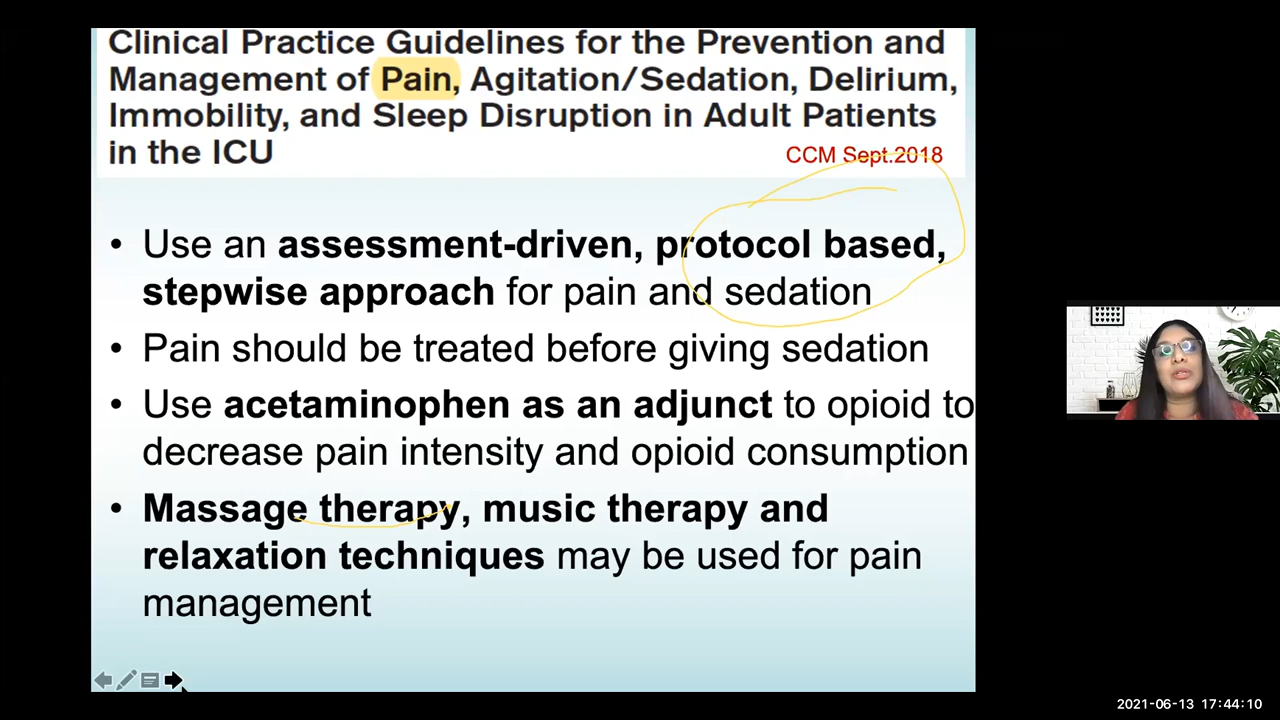 Clinical Practice Guidelines for the Prevention and
Management of Pain, Agitation/Sedation, Delirium,
Immobility, and Sleep Disruption in Adult Patients
in the ICU
CCM Sept.2018
• Use an assessment-driven, protocol based,
stepwise approach for pain and sedation
• Pain should be treated before giving sedation
• Use acetaminophen as an adjunct to opioid to
decrease pain intensity and opioid consumption
• Massage therapy, music therapy and
relaxation techniques may be used for pain
management
2021-06-13 17:44:10